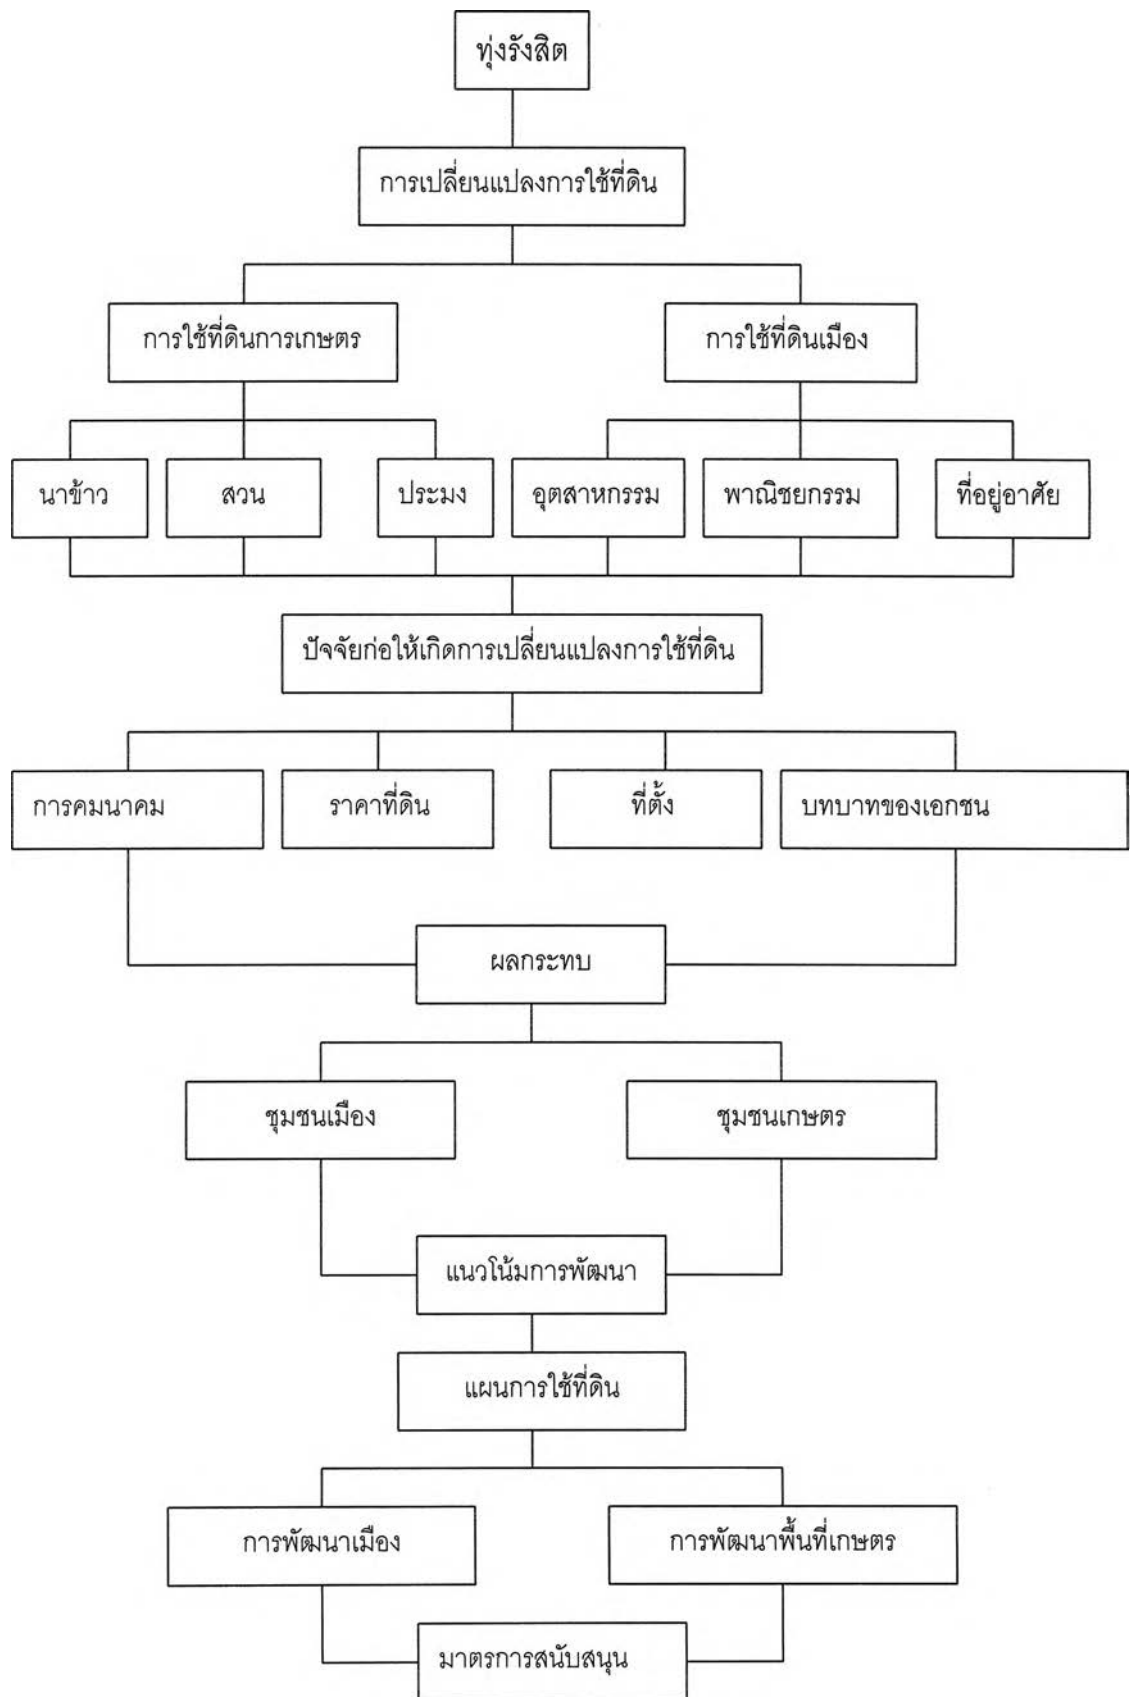 ทุ่งรังสิต
การเปลี่ยนแปลงการใช้ที่ดิน
การใช้ที่ดินการเกษตร
การใช้ที่ดินเมือง
นาข้าว
สวน
ประมง
อุตสาหกรรม
พาณิชยกรรม
ที่อยู่อาศัย
ปัจจัยก่อให้เกิดการเปลี่ยนแปลงการใช้ที่ดิน
การคมนาคม
ราคาที่ดิน
ที่ตั้ง
บทบาทของเอกชน
ผลกระทบ
ชุมชนเมือง
ชุมชนเกษตร
แนวโน้มการพัฒนา
แผนการใช้ที่ดิน
การพัฒนาเมือง
การพัฒนาพื้นที่เกษตร
มาตรการสนับสนุน